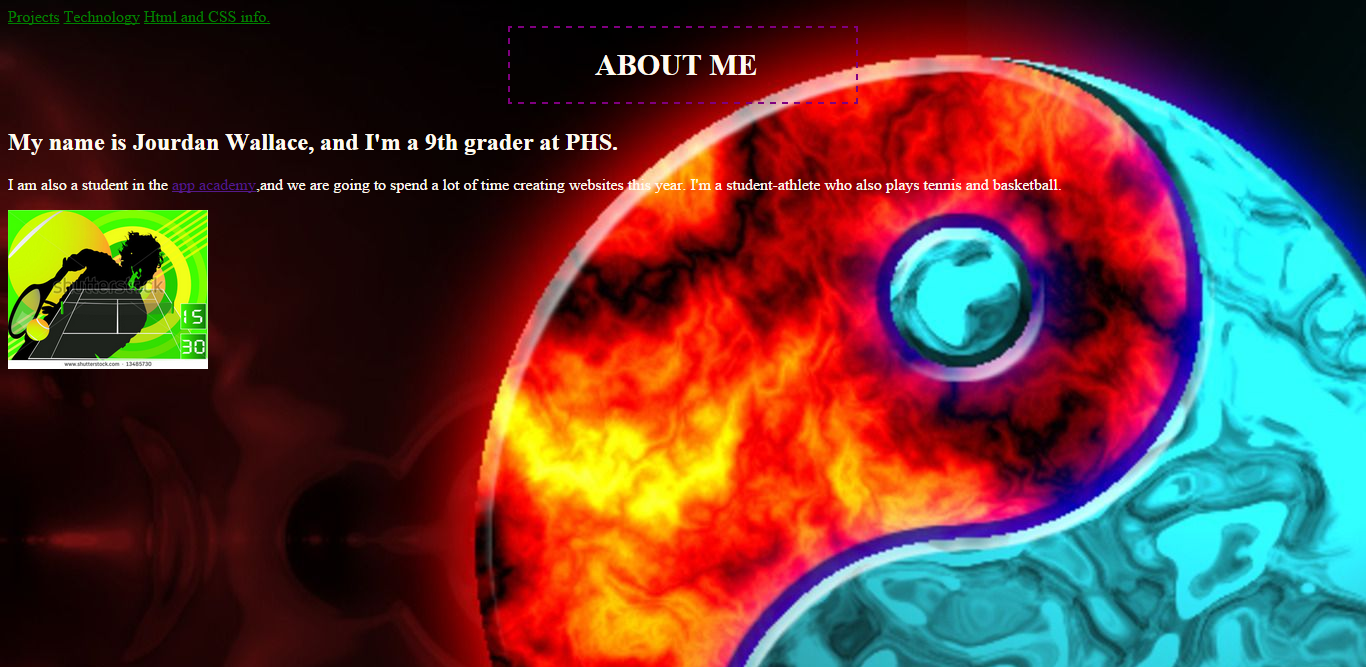 Projects Technology Html and CSS info.
ABOUT ME
My name is Jourdan Wallace, and I'm a 9th grader at PHS.
I am also a student in the app academy,and we are going to spend a lot of time creating websites this year. I'm a student-athlete who also plays tennis and basketball.
shutterstock
15
30
www.shutterstock.com · 13485730